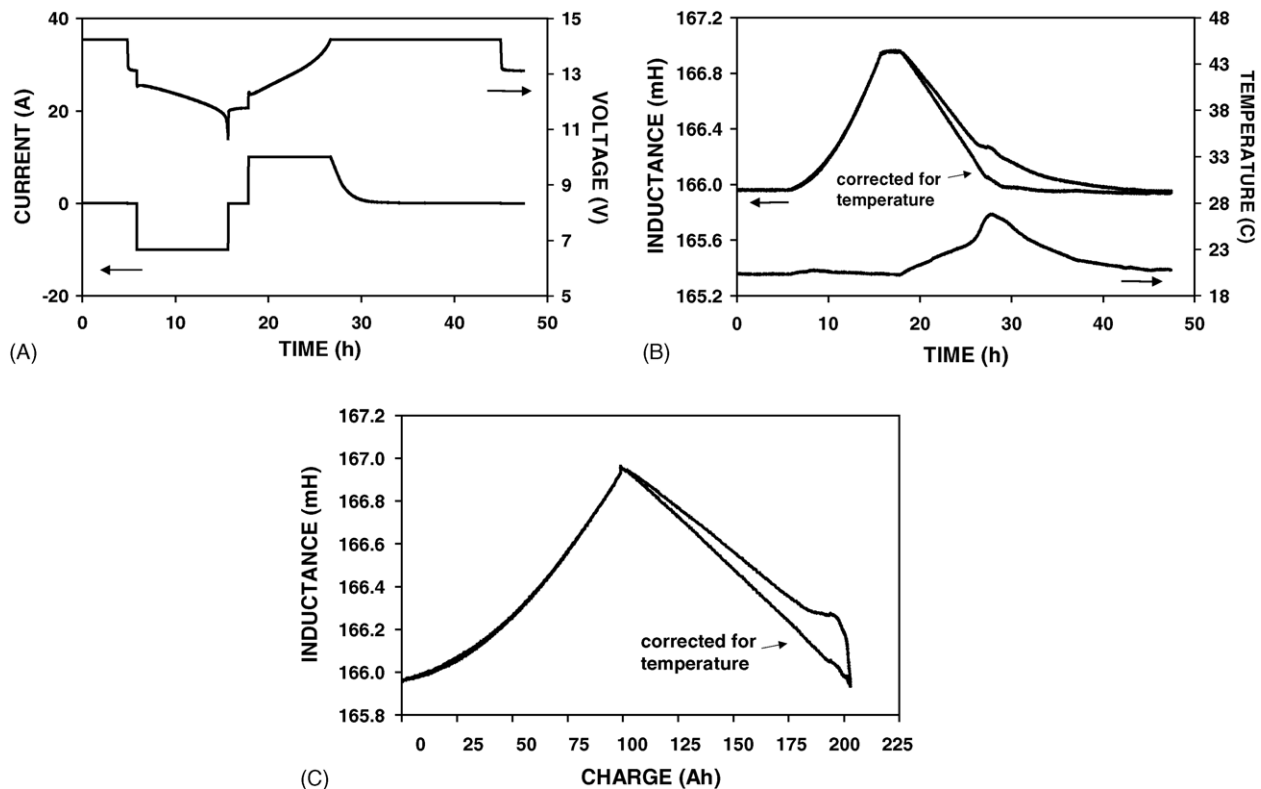 CURRENT (A)
40
20
0
-20
0 10 20 30 40 50
TIME (h)
15
13
11
9
7
5
VOLTAGE (V)
(A)
INDUCTANCE (mH)
167.2
166.8
166.4
166.0
165.6
165.2
corrected for
temperature
0 10 20 30 40 50
TIME (h)
48
43
38
33
28
23
18
TEMPERATURE (C)
(B)
INDUCTANCE (mH)
167.2
167.0
166.8
166.6
166.4
166.2
166.0
165.8
corrected for
temperature
0 25 50 75 100 125 150 175 200 225
CHARGE (Ah)
(C)